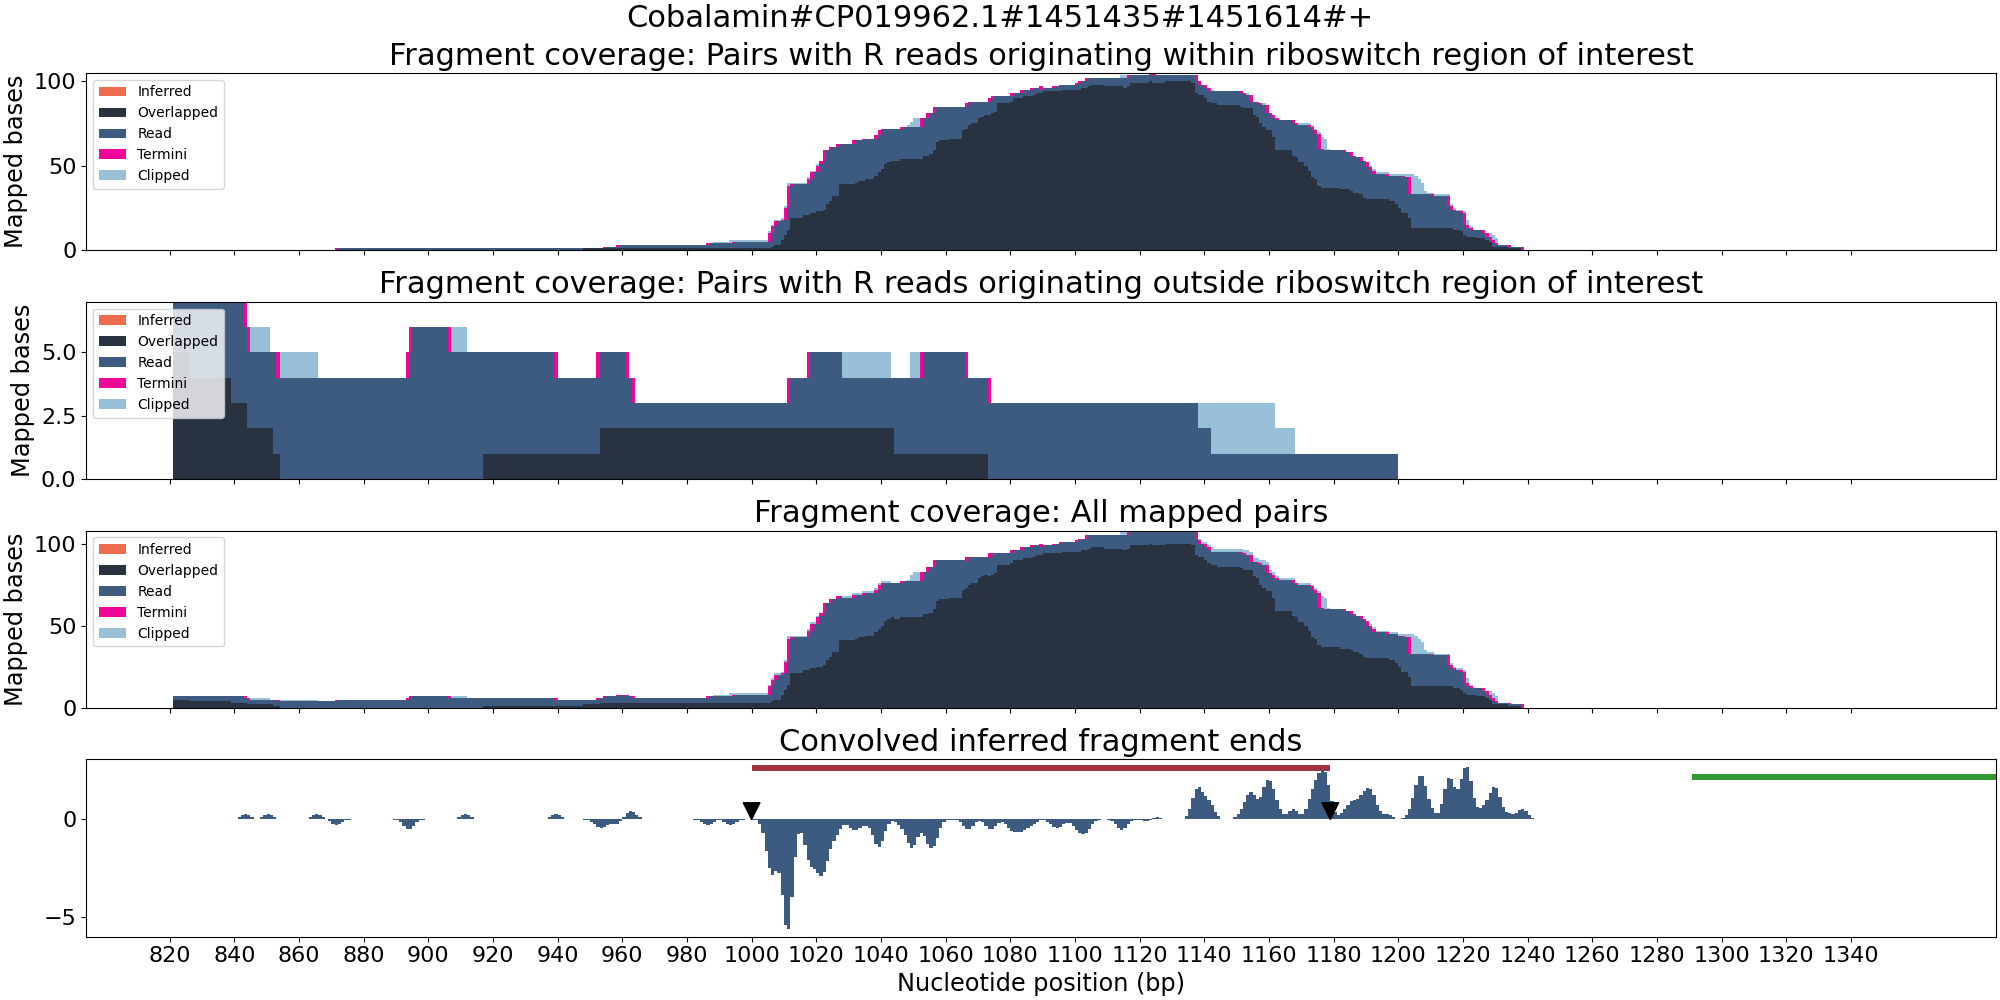 Cobalamin#CP019962.1#1451435#1451614#+
Fragment coverage: Pairs with R reads originating within riboswitch region of interest
Mapped bases
100
50
0
Inferred
Overlapped
Read
Termini
Clipped
Fragment coverage: Pairs with R reads originating outside riboswitch region of interest
Mapped bases
5.0
2.5
0.0
Inferred
Overlapped
Read
Termini
Clipped
Fragment coverage: All mapped pairs
Mapped bases
100
50
0
Inferred
Overlapped
Read
Termini
Clipped
Convolved inferred fragment ends
0
−5
820 840 860 880 900 920 940 960 980 1000 1020 1040 1060 1080 1100 1120 1140 1160 1180 1200 1220 1240 1260 1280 1300 1320 1340
Nucleotide position (bp)